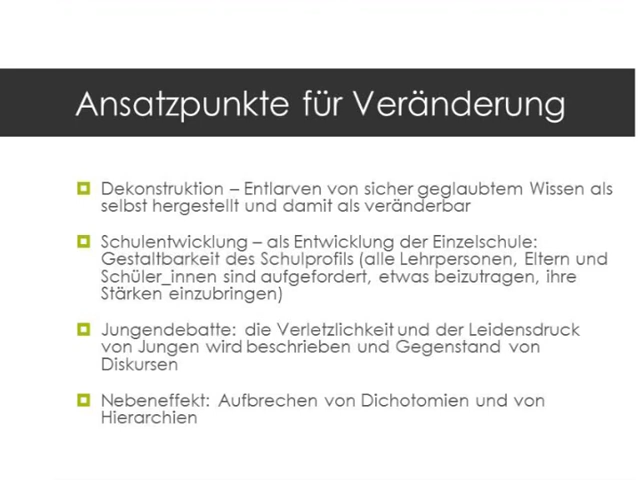 Ansatzpunkte für Veränderung
Dekonstruktion – Entlarven von sicher geglaubtem Wissen als
selbst hergestellt und damit als veränderbar
Schulentwicklung – als Entwicklung der Einzelschule:
Gestaltbarkeit des Schulprofils (alle Lehrpersonen, Eltern und
Schüler_innen sind aufgefordert, etwas beizutragen, ihre
Stärken einzubringen)
Jungendebatte: die Verletzlichkeit und der Leidensdruck
von Jungen wird beschrieben und Gegenstand von
Diskursen
Nebeneffekt: Aufbrechen von Dichotomien und von
Hierarchien